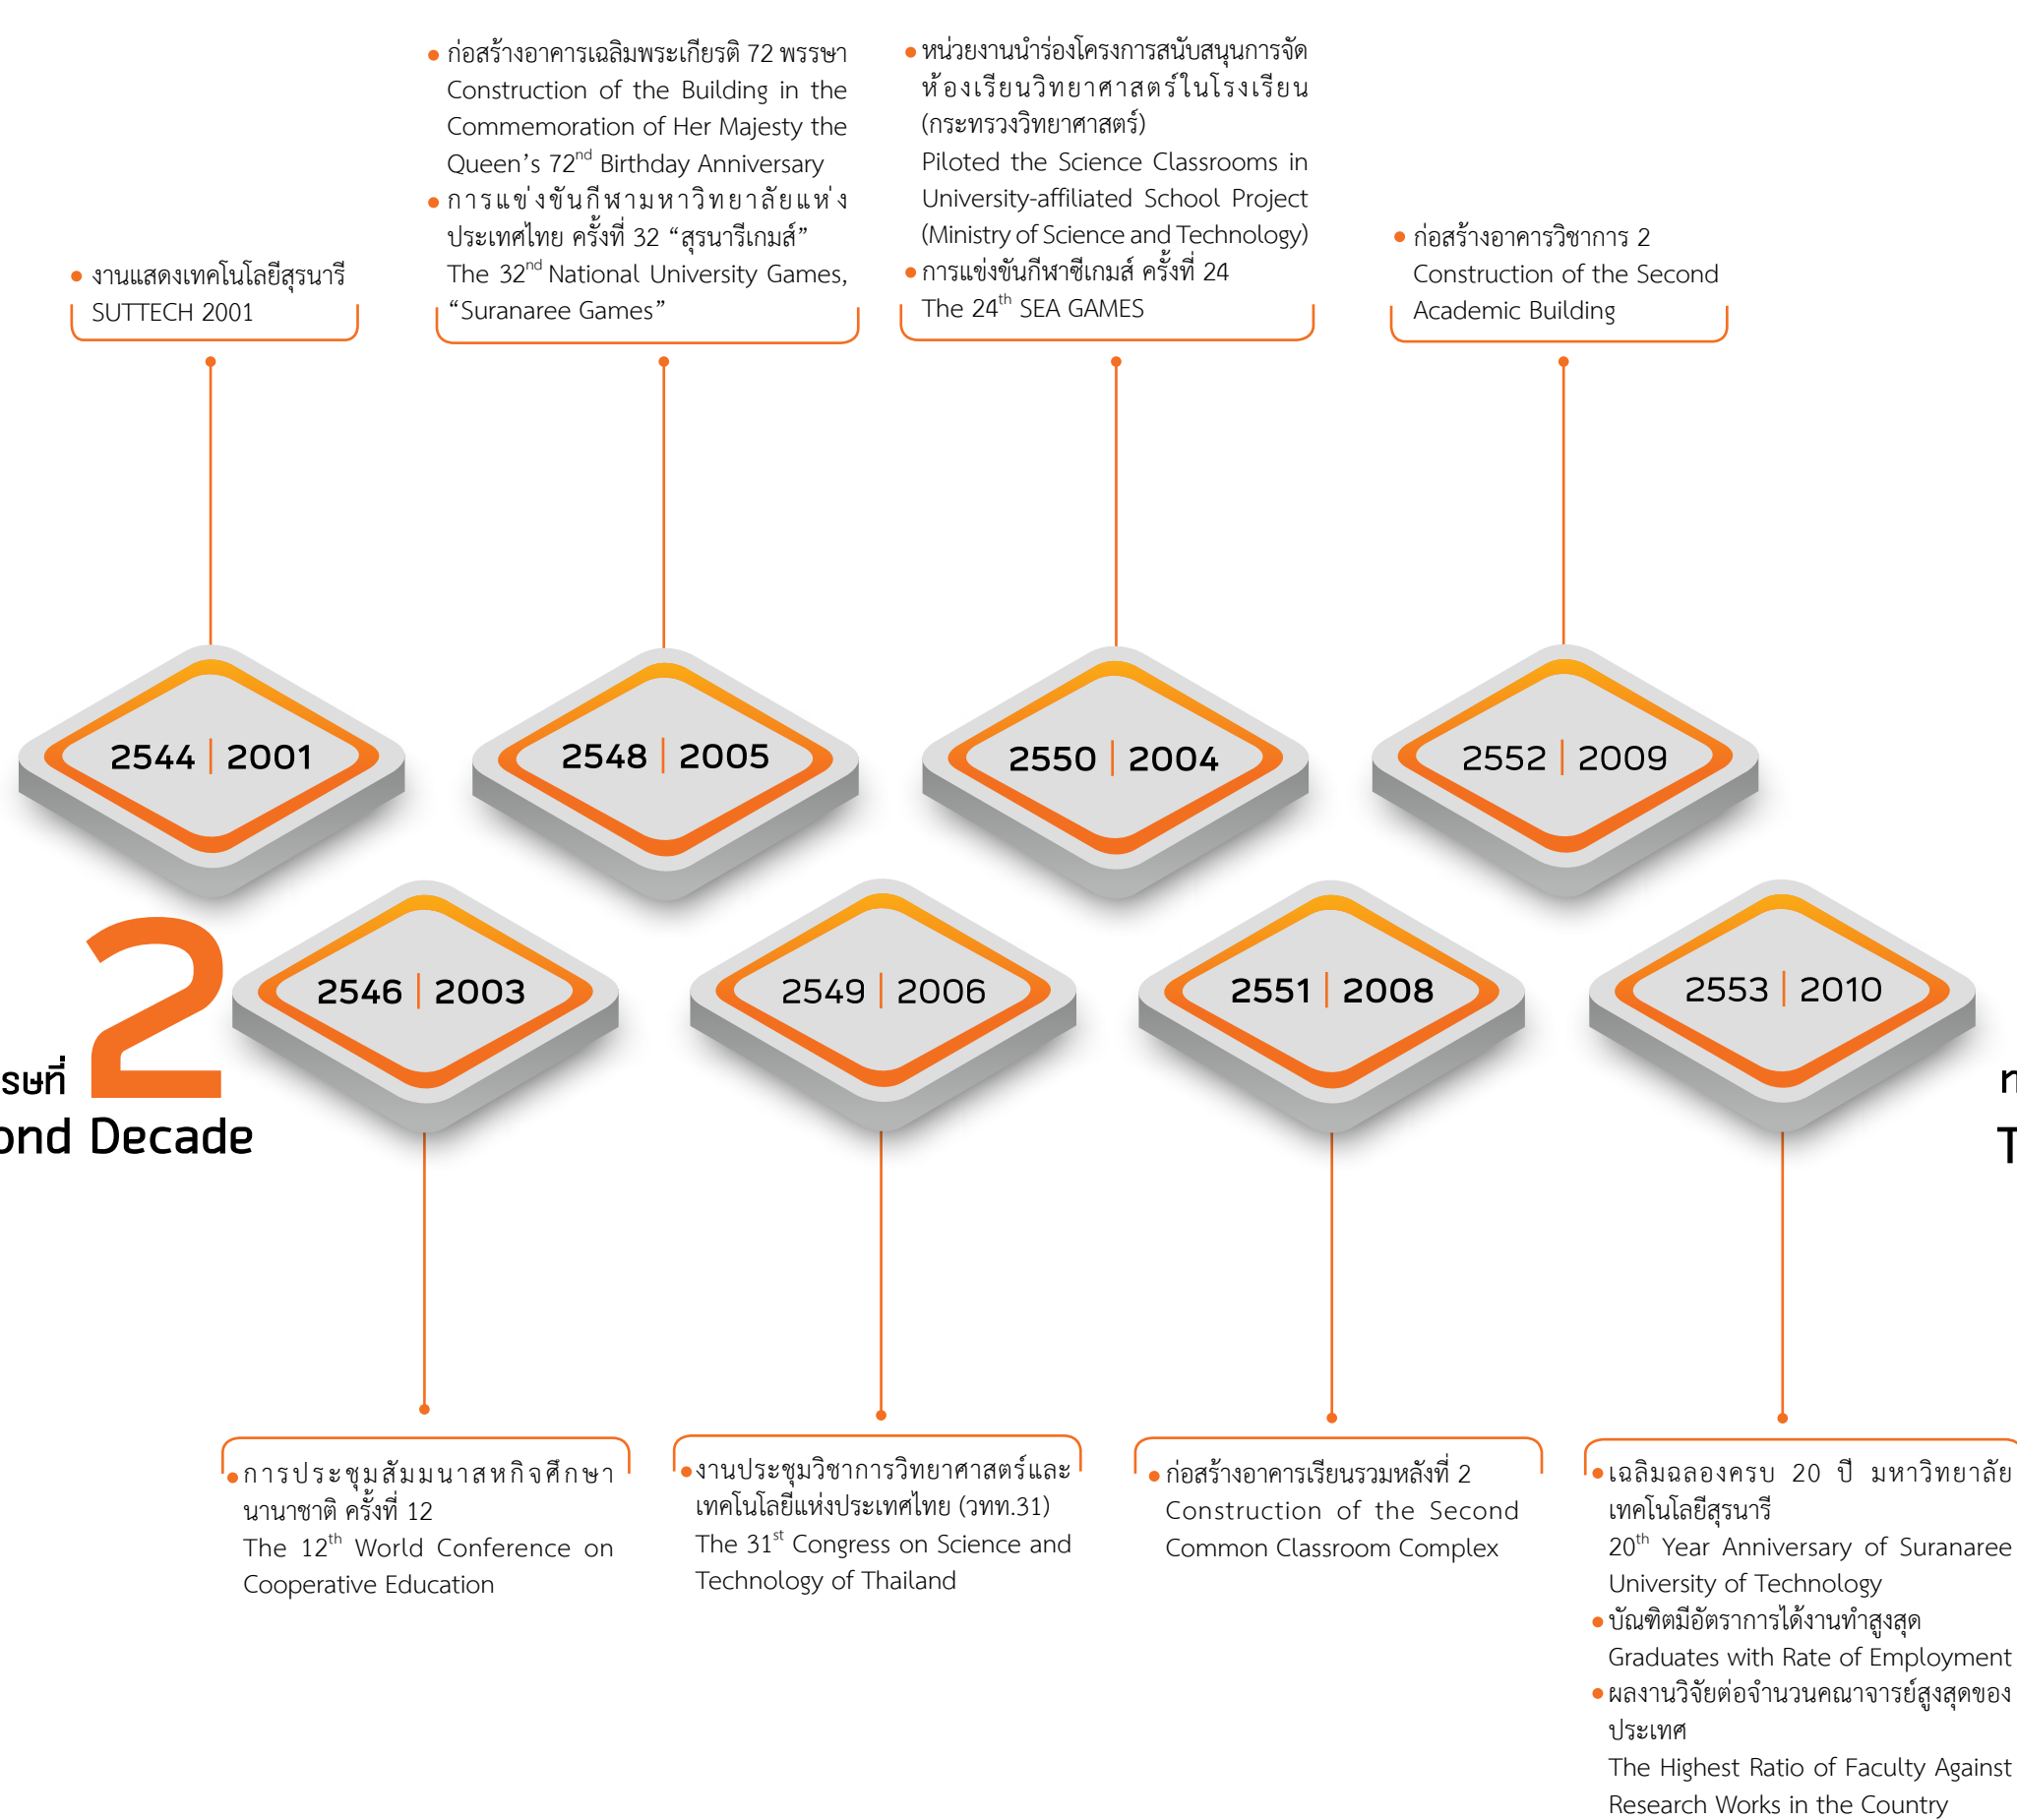 • งานแสดงเทคโนโลยีสุรนารี
SUTTECH 2001
• ก่อสร้างอาคารเฉลิมพระเกียรติ 72 พรรษา
Construction of the Building in the
Commemoration of Her Majesty the
Queen’s 72nd Birthday Anniversary
• การแข่งขันกีฬามหาวิทยาลัยแห่ง
ประเทศไทย ครั้งที่ 32 “สุรนารีเกมส์”
The 32nd National University Games,
“Suranaree Games”
• หน่วยงานนำร่องโครงการสนับสนุนการจัด
ห้องเรียนวิทยาศาสตร์ในโรงเรียน
(กระทรวงวิทยาศาสตร์)
Piloted the Science Classrooms in
University-affiliated School Project
(Ministry of Science and Technology)
• การแข่งขันกีฬาซีเกมส์ ครั้งที่ 24
The 24th SEA GAMES
• ก่อสร้างอาคารวิชาการ 2
Construction of the Second
Academic Building
2544 | 2001
2548 | 2005
2550 | 2004
2552 | 2009
2546 | 2003
2549 | 2006
2551 | 2008
2553 | 2010
รษที่ 2
ond Decade
ท
T
• การประชุมสัมมนาสหกิจศึกษา
นานาชาติ ครั้งที่ 12
The 12th World Conference on
Cooperative Education
• งานประชุมวิชาการวิทยาศาสตร์และ
เทคโนโลยีแห่งประเทศไทย (วทท.31)
The 31st Congress on Science and
Technology of Thailand
• ก่อสร้างอาคารเรียนรวมหลังที่ 2
Construction of the Second
Common Classroom Complex
• เฉลิมฉลองครบ 20 ปี มหาวิทยาลัย
เทคโนโลยีสุรนารี
20th Year Anniversary of Suranaree
University of Technology
• บัณฑิตมีอัตราการได้งานทำสูงสุด
Graduates with Rate of Employment
• ผลงานวิจัยต่อจำนวนคณาจารย์สูงสุดของ
ประเทศ
The Highest Ratio of Faculty Against
Research Works in the Country